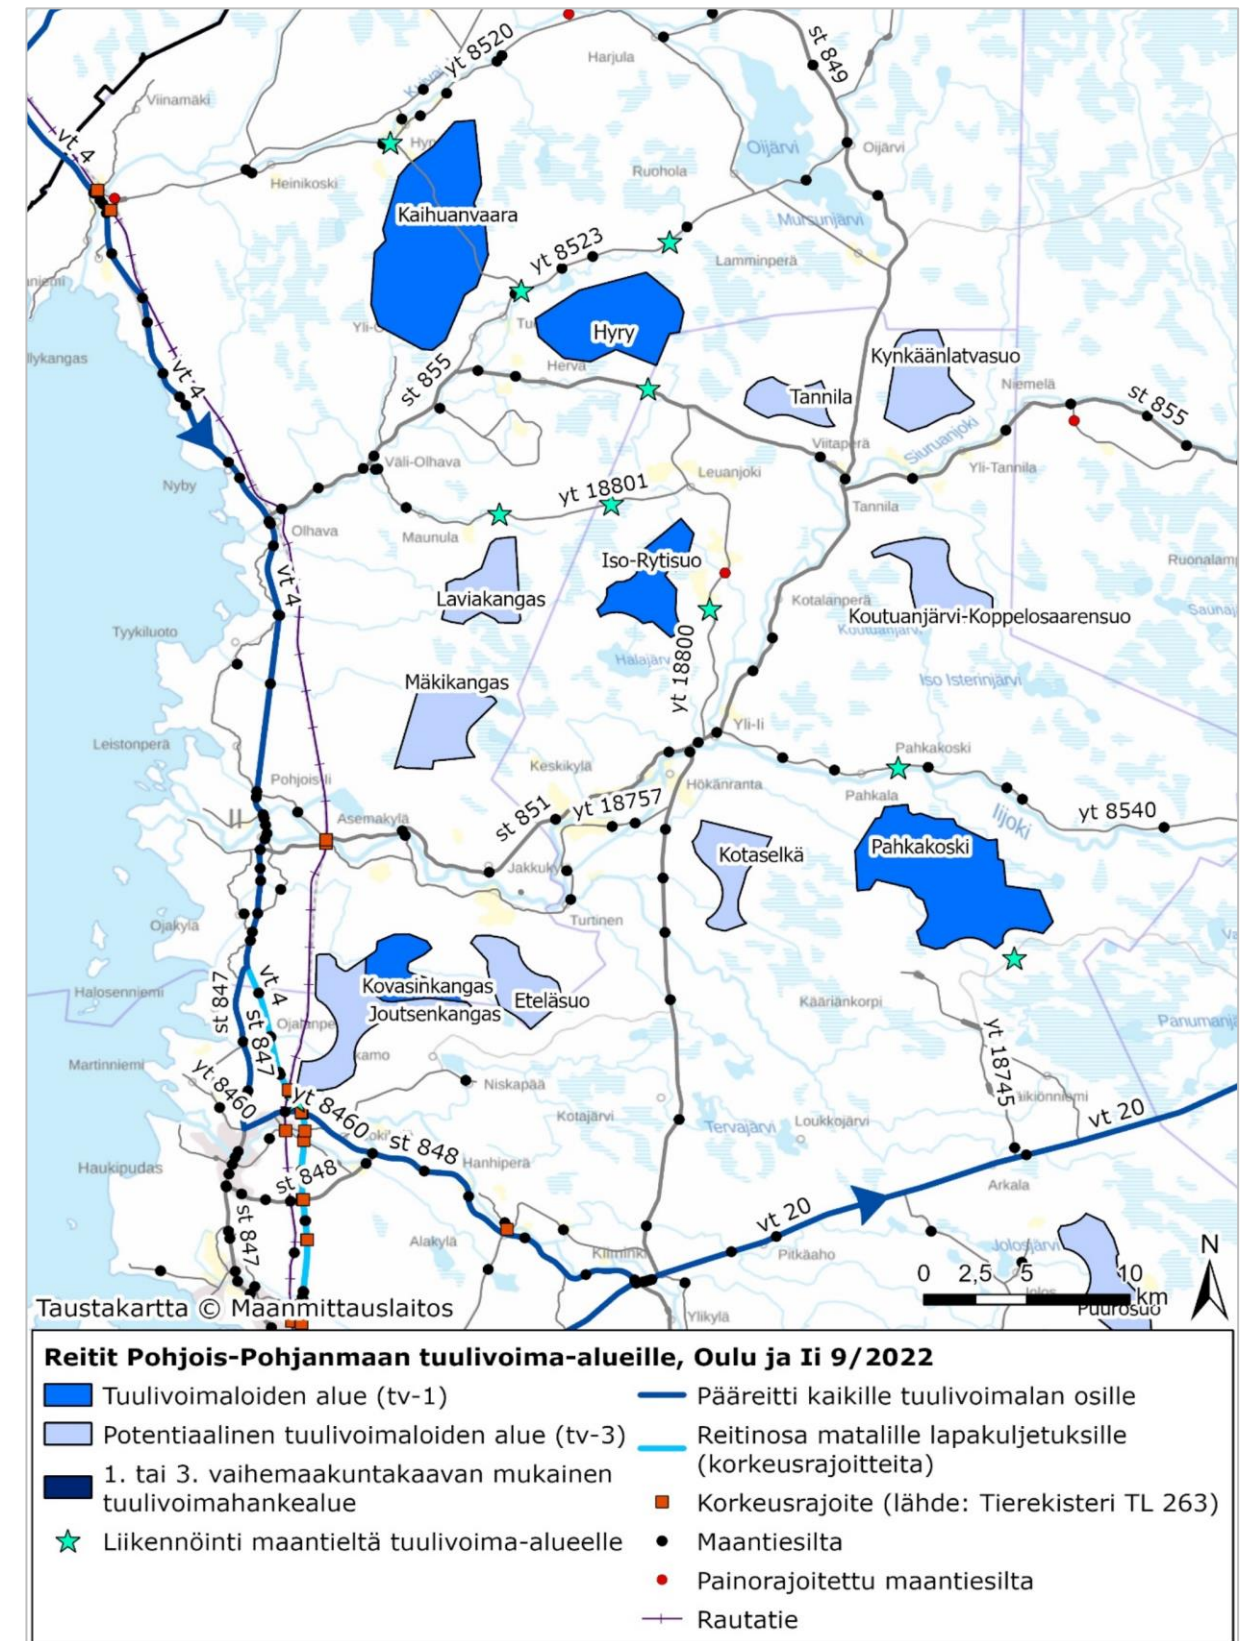 yt 8520
Harjula
st 849
Viinamäki
vt 4
Oijärvi
Oijärvi
Heinikoski
Ruohola
Kaihuanvaara
Mursunjärvi
yt 8523
Lamminperä
Hyry
Kynkäänlatvasuo
vt 4
st 855
Herva
Tannila
Niemelä
st 855
Siuruanjoki
Viitaperä
Väli-Olhava
Leuanjoki
Yli-Tannila
Nyby
yt 18801
Tannila
Olhava
Maunula
Iso-Rytisuo
vt 4
Laviakangas
Kotalanperä
Koutuanjärvi-Koppelosaarensuo
Tyykiluoto
yt 18800
Iso Isterinjärvi
Mäkikangas
Yli-Ii
Leistonperä
Pahkakoski
Keskikylä
Hökänranta
Pohjois-Ii
Pahkala
Ii
Asemakylä
st 851
yt 18757
Iijoki
yt 8540
Kotaselkä
Pahkakoski
Turtinen
Ojakylä
vt 4
Kovasinkangas
Halosenniemi
st 847
Joutsenkangas
Eteläsuo
Kääriänkorpi
st 847
yt 18745
Martinniemi
yt 8460
Niskapää
yt 8460
Kotajärvi
Tervajärvi
Loukkojärvi
vt 20
st 848
Hanhiperä
Haukipudas
st 848
Arkala
vt 20
st 847
Alakylä
Pitkäaho
Jolosjärvi
N
0 2,5 5 10
km
Puurosuo
Ylikylä
Taustakartta © Maanmittauslaitos
Reitit Pohjois-Pohjanmaan tuulivoima-alueille, Oulu ja Ii 9/2022
Tuulivoimaloiden alue (tv-1)
Potentiaalinen tuulivoimaloiden alue (tv-3)
1. tai 3. vaihemaakuntakaavan mukainen
tuulivoimahankealue
Liikennöinti maantieltä tuulivoima-alueelle
Pääreitti kaikille tuulivoimalan osille
Reitinosa matalille lapakuljetuksille
(korkeusrajoitteita)
Korkeusrajoite (lähde: Tierekisteri TL 263)
Maantiesilta
Painorajoitettu maantiesilta
Rautatie